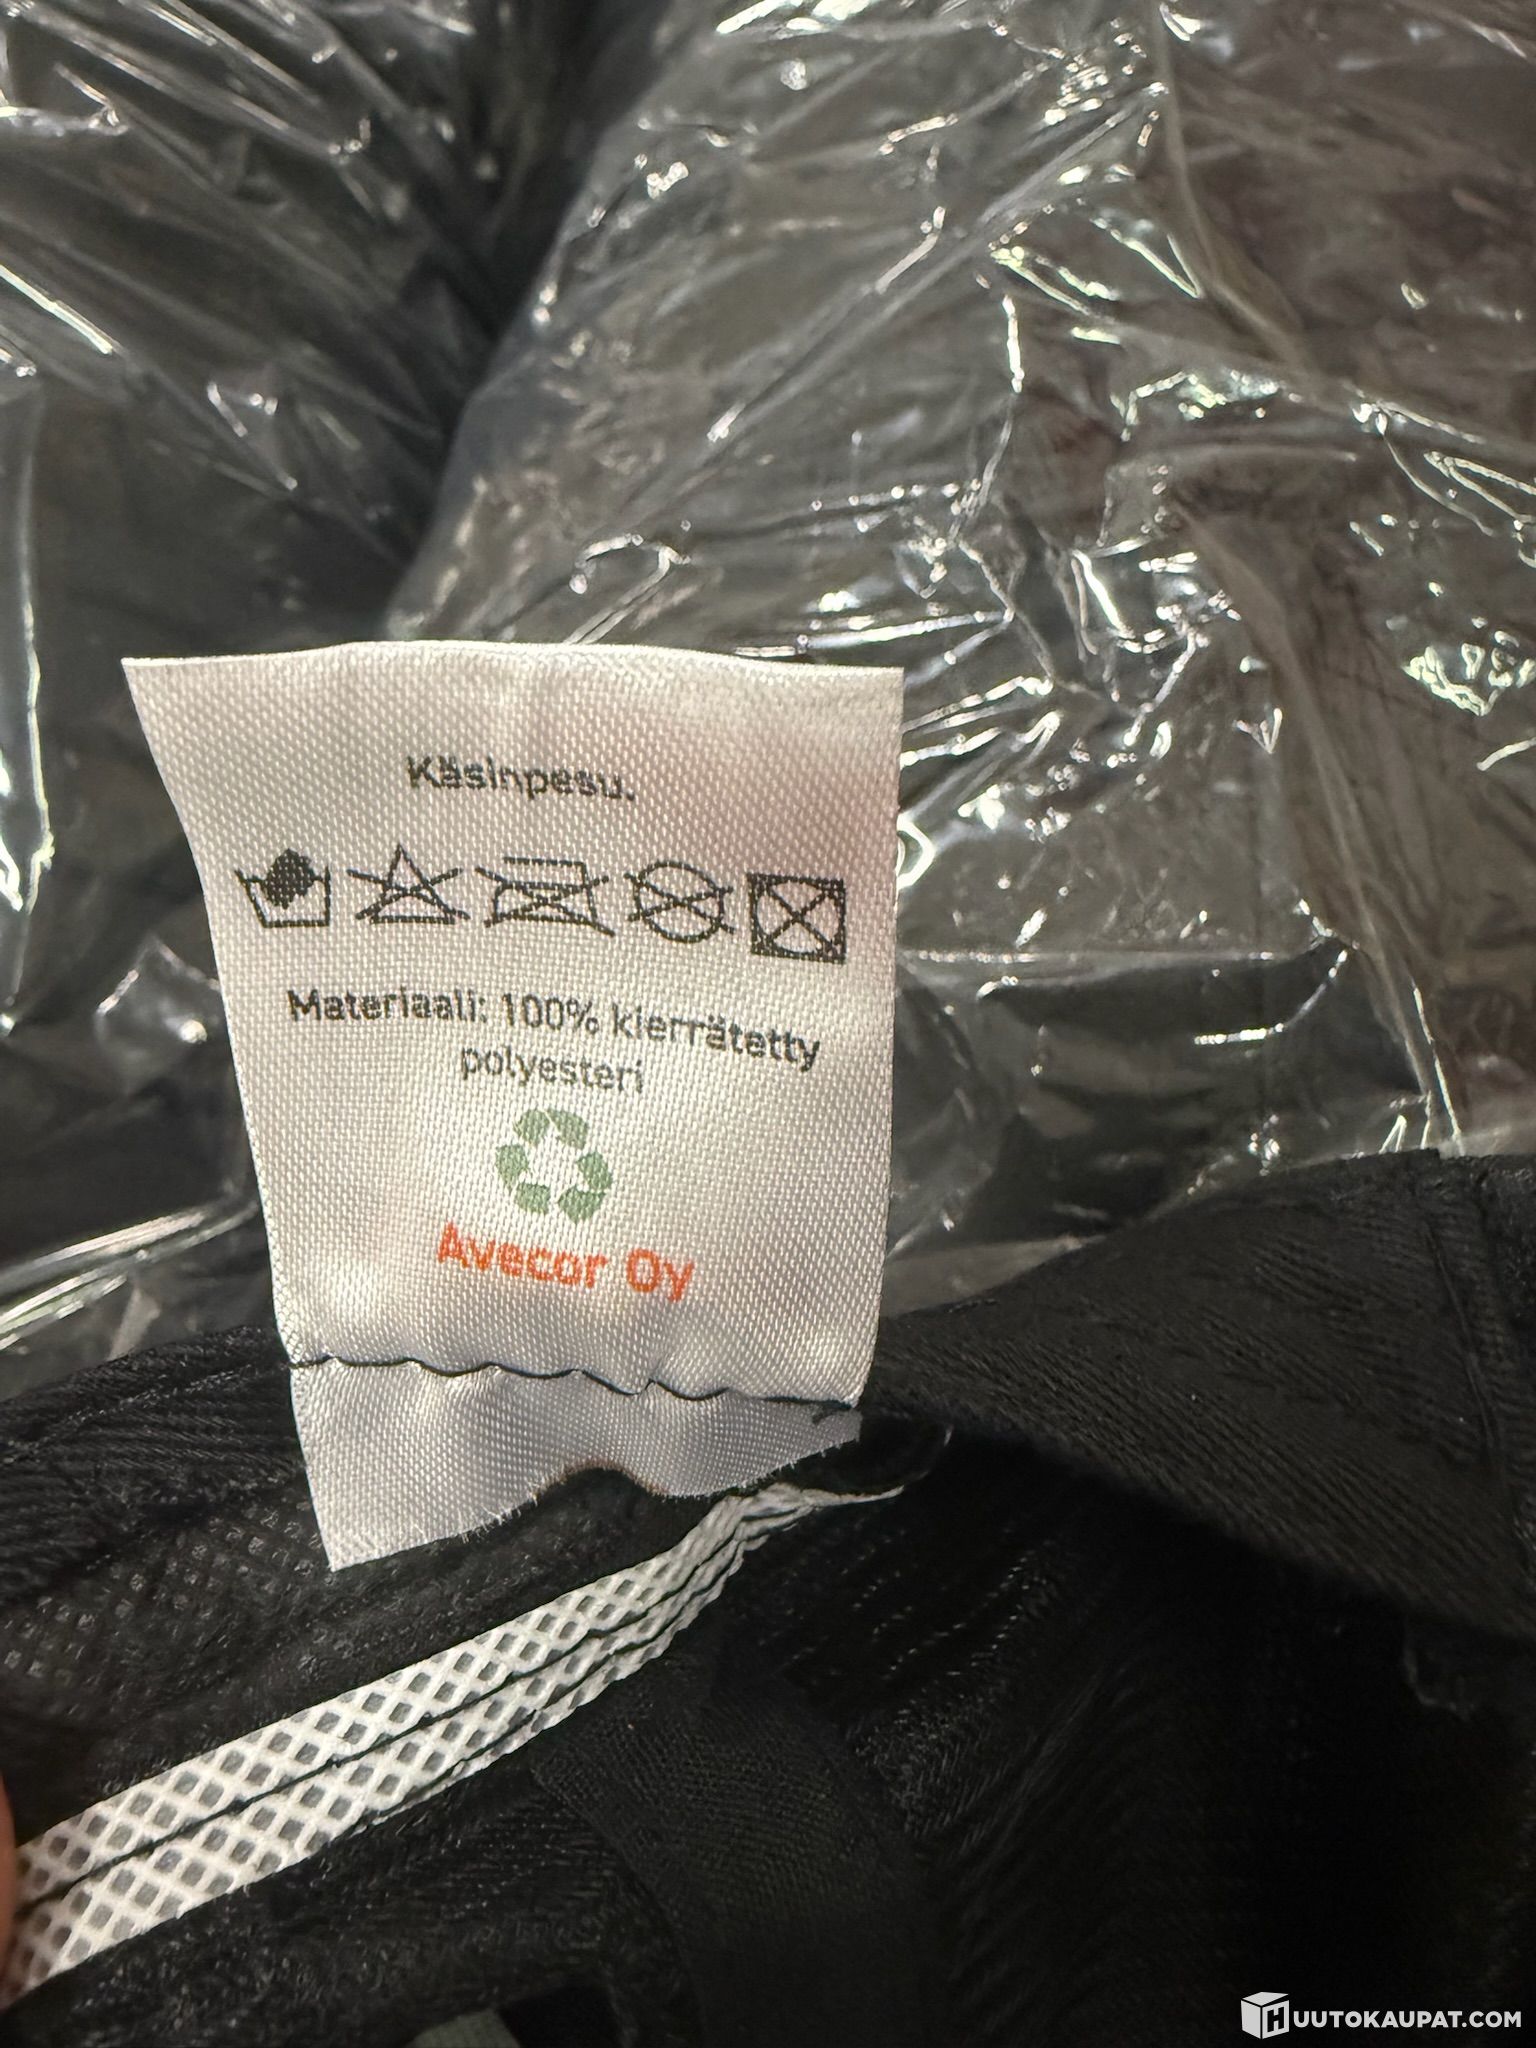 Käsinpesu.
Materiaali: 100% kierrätetty
polyesteri
Avecor Oy
HUUTOKAUPAT.COM